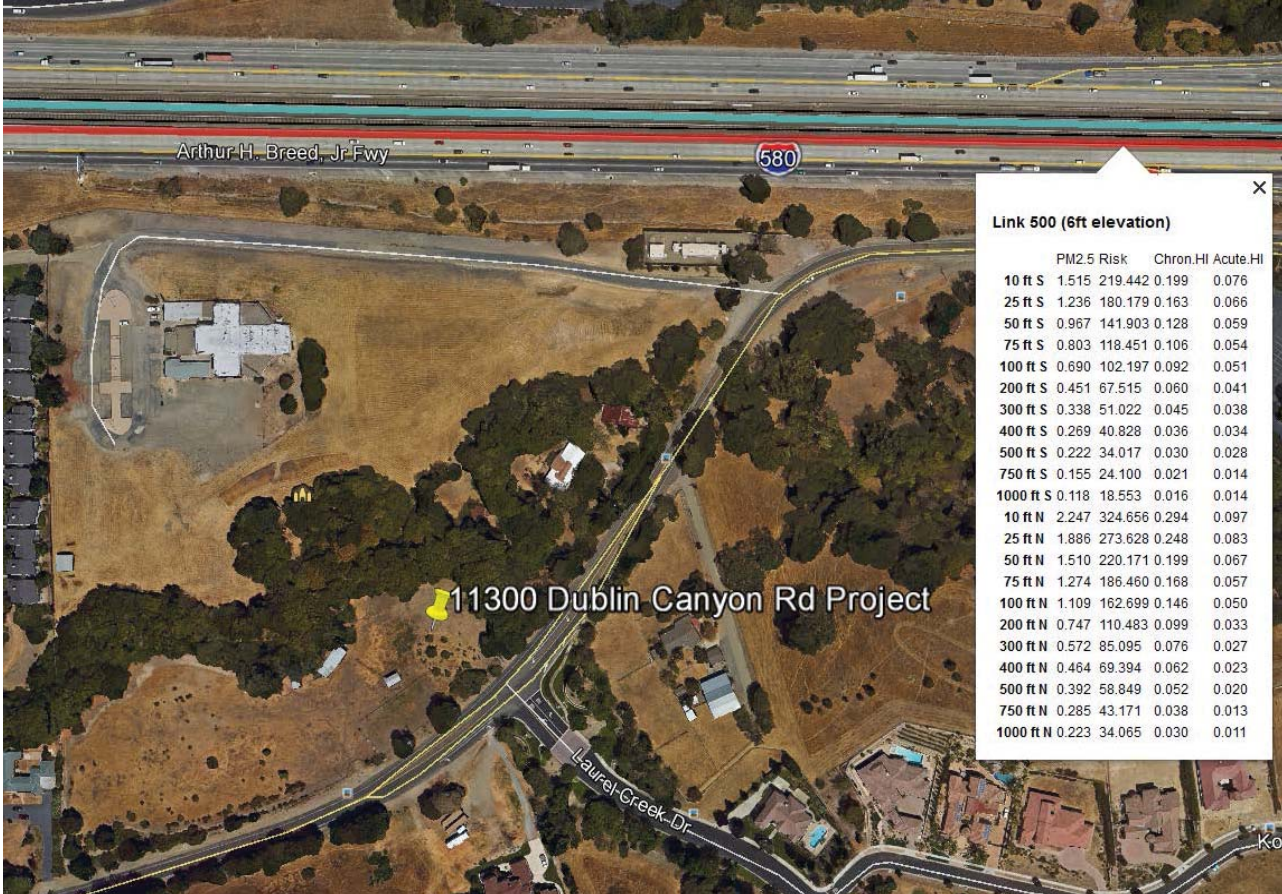 Arthur H. Breed, Jr Fwy
580
×
Link 500 (6ft elevation)
PM2.5 Risk Chron.HI Acute.HI
10 ft S 1.515 219.442 0.199 0.076
25 ft S 1.236 180.179 0.163 0.066
50 ft S 0.967 141.903 0.128 0.059
75 ft S 0.803 118.451 0.106 0.054
100 ft S 0.690 102.197 0.092 0.051
200 ft S 0.451 67.515 0.060 0.041
300 ft S 0.338 51.022 0.045 0.038
400 ft S 0.269 40.828 0.036 0.034
500 ft S 0.222 34.017 0.030 0.028
750 ft S 0.155 24.100 0.021 0.014
1000 ft S 0.118 18.553 0.016 0.014
10 ft N 2.247 324.656 0.294 0.097
25 ft N 1.886 273.628 0.248 0.083
50 ft N 1.510 220.171 0.199 0.067
75 ft N 1.274 186.460 0.168 0.057
100 ft N 1.109 162.699 0.146 0.050
200 ft N 0.747 110.483 0.099 0.033
300 ft N 0.572 85.095 0.076 0.027
400 ft N 0.464 69.394 0.062 0.023
500 ft N 0.392 58.849 0.052 0.020
750 ft N 0.285 43.171 0.038 0.013
1000 ft N 0.223 34.065 0.030 0.011
11300 Dublin Canyon Rd Project
Laurel Creek Dr
Ko